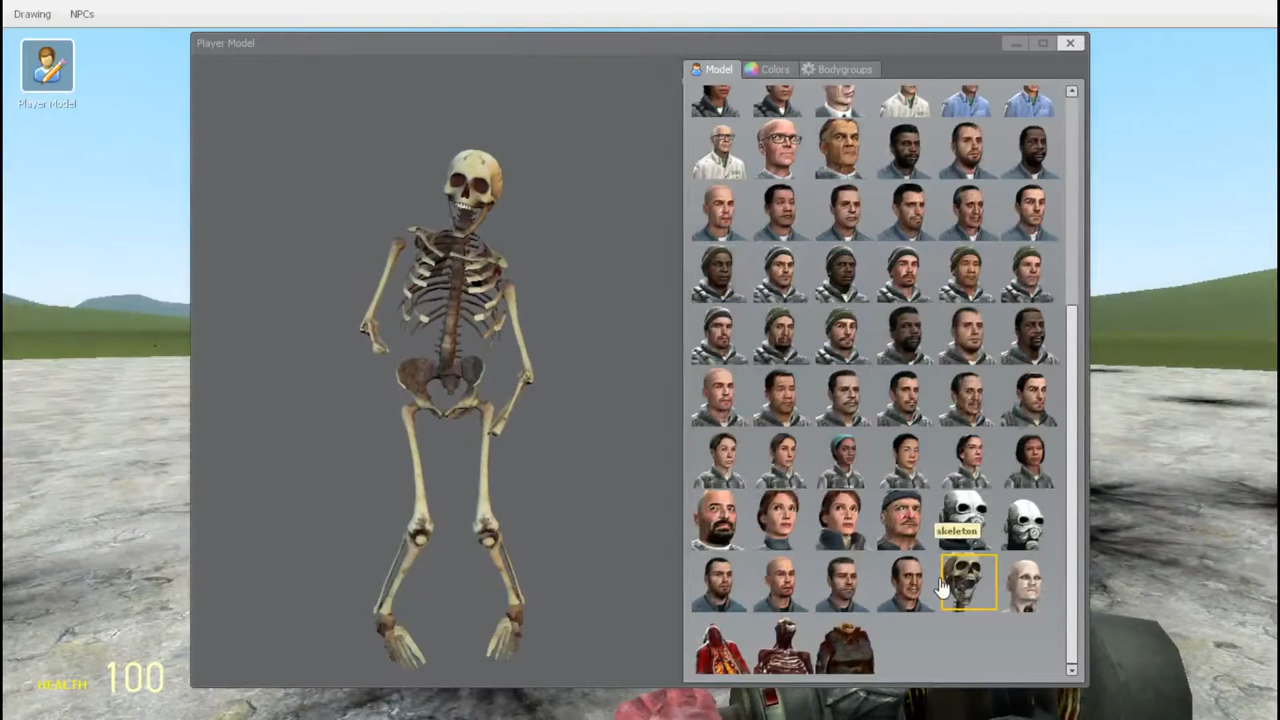 Drawing NPCs
Player Model
Player Model
Model Colors Bodygroups
skeleton
HEALTH 100